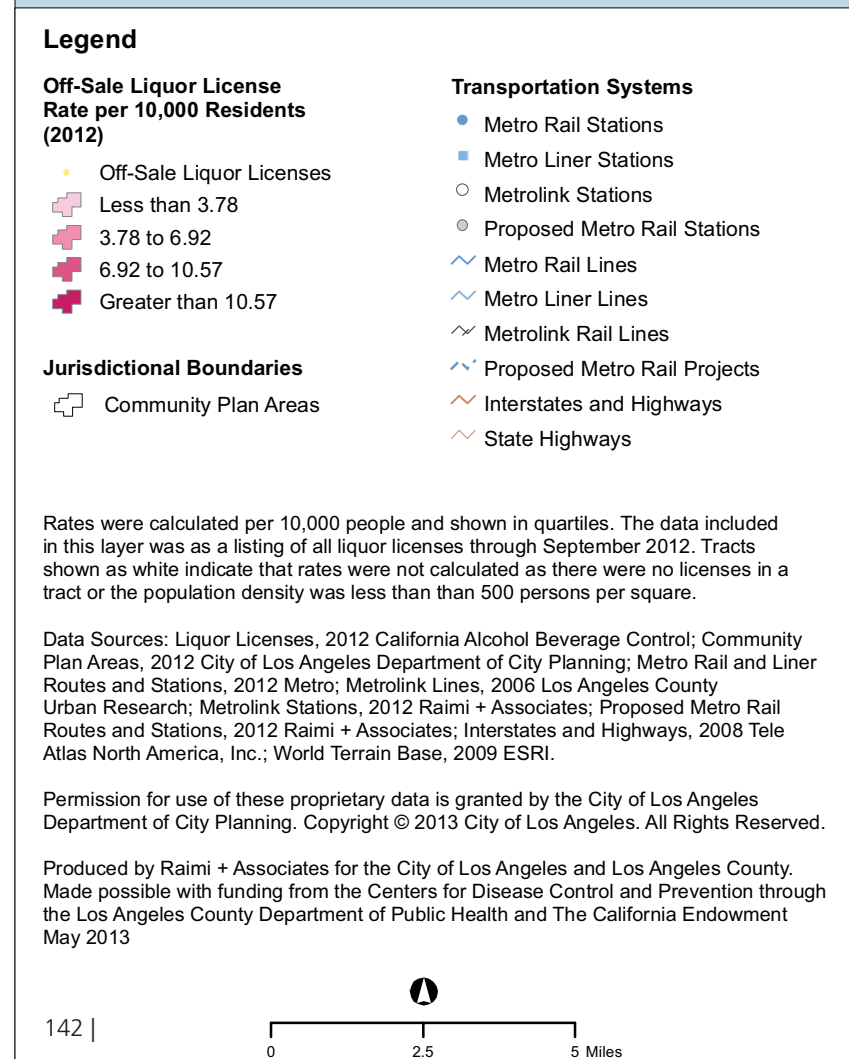 Legend
Off-Sale Liquor License
Rate per 10,000 Residents
(2012)
Off-Sale Liquor Licenses
Less than 3.78
3.78 to 6.92
6.92 to 10.57
Greater than 10.57
Jurisdictional Boundaries
Community Plan Areas
Transportation Systems
Metro Rail Stations
Metro Liner Stations
Metrolink Stations
Proposed Metro Rail Stations
Metro Rail Lines
Metro Liner Lines
Metrolink Rail Lines
Proposed Metro Rail Projects
Interstates and Highways
State Highways
Rates were calculated per 10,000 people and shown in quartiles. The data included
in this layer was as a listing of all liquor licenses through September 2012. Tracts
shown as white indicate that rates were not calculated as there were no licenses in a
tract or the population density was less than than 500 persons per square.
Data Sources: Liquor Licenses, 2012 California Alcohol Beverage Control; Community
Plan Areas, 2012 City of Los Angeles Department of City Planning; Metro Rail and Liner
Routes and Stations, 2012 Metro; Metrolink Lines, 2006 Los Angeles County
Urban Research; Metrolink Stations, 2012 Raimi + Associates; Proposed Metro Rail
Routes and Stations, 2012 Raimi + Associates; Interstates and Highways, 2008 Tele
Atlas North America, Inc.; World Terrain Base, 2009 ESRI.
Permission for use of these proprietary data is granted by the City of Los Angeles
Department of City Planning. Copyright © 2013 City of Los Angeles. All Rights Reserved.
Produced by Raimi + Associates for the City of Los Angeles and Los Angeles County.
Made possible with funding from the Centers for Disease Control and Prevention through
the Los Angeles County Department of Public Health and The California Endowment
May 2013
142 |
0 2.5 5 Miles